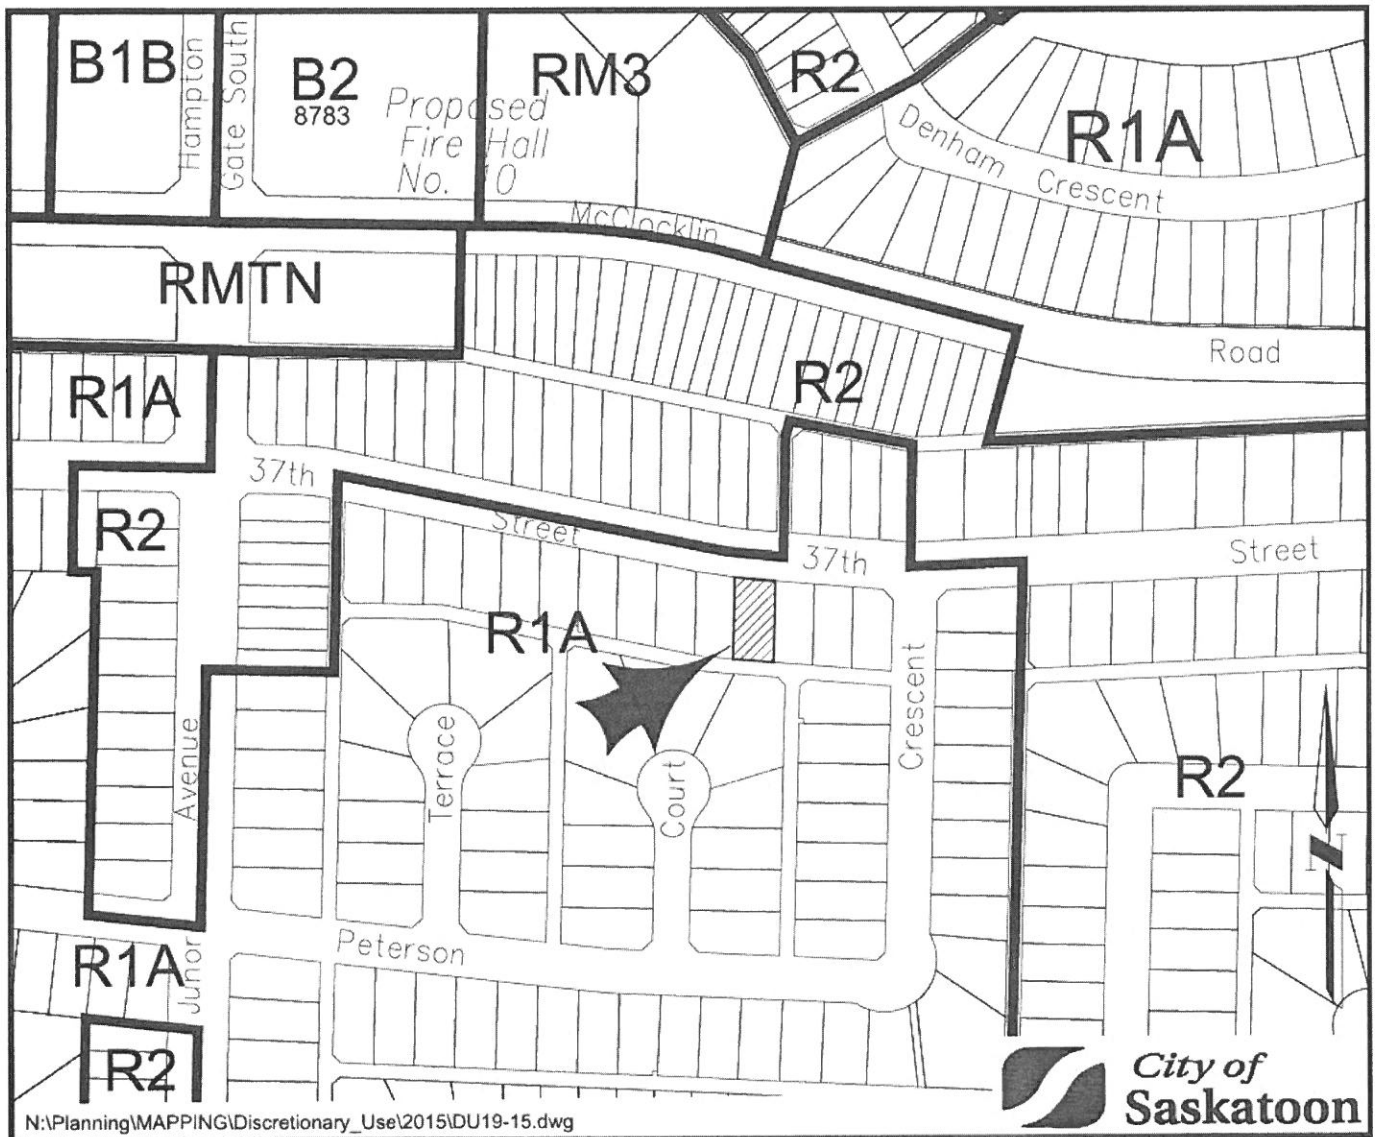 B1B
Hampton
Gate South
B2
8783
Proposed
Fire Hall
No. 10
RM3
R2
Denham Crescent
R1A
McClocklin
Road
RMTN
R1A
R2
37th
Street
37th
Street
R2
R1A
Crescent
Terrace
Court
Avenue
R2
N
Peterson
R1A
Junor
R2
City of
Saskatoon
N:\Planning\MAPPING\Discretionary_Use\2015\DU19-15.dwg